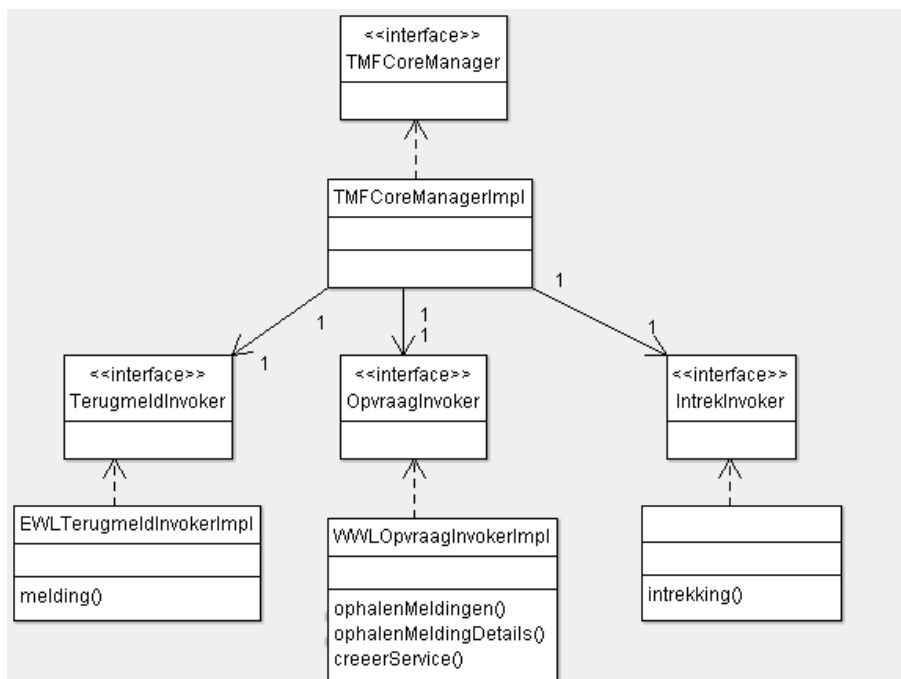 <<interface>>
TMFCoreManager
TMFCoreManagerImpl
1
1
1
1
1
1
<<interface>>
TerugmeldInvoker
<<interface>>
OpvraagInvoker
<<interface>>
IntrekInvoker
EWLTerugmeldInvokerImpl
melding()
WWLOpvraagInvokerImpl
ophalenMeldingen()
ophalenMeldingDetails()
creeerService()
intrekking()